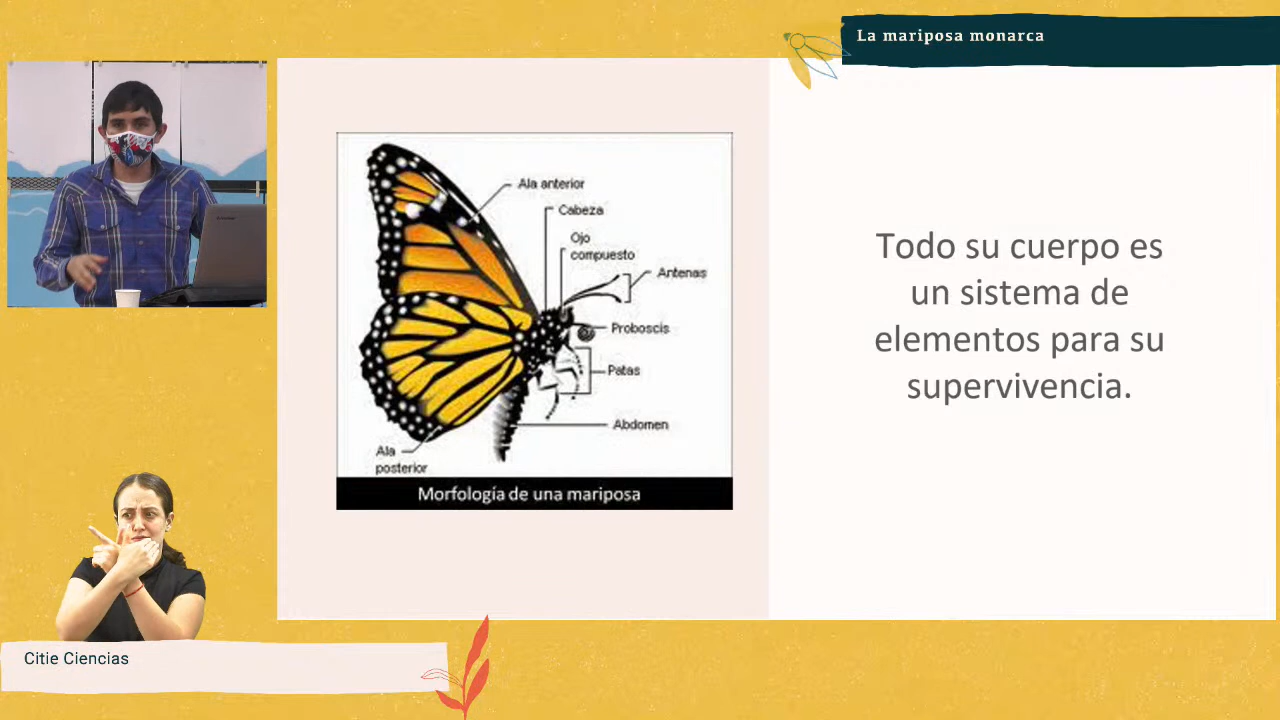 La mariposa monarca
Ala anterior
Cabeza
Ojo
compuesto
Antenas
Proboscis
Patas
Abdomen
Ala
posterior
Morfología de una mariposa
Todo su cuerpo es
un sistema de
elementos para su
supervivencia.
Citie Ciencias